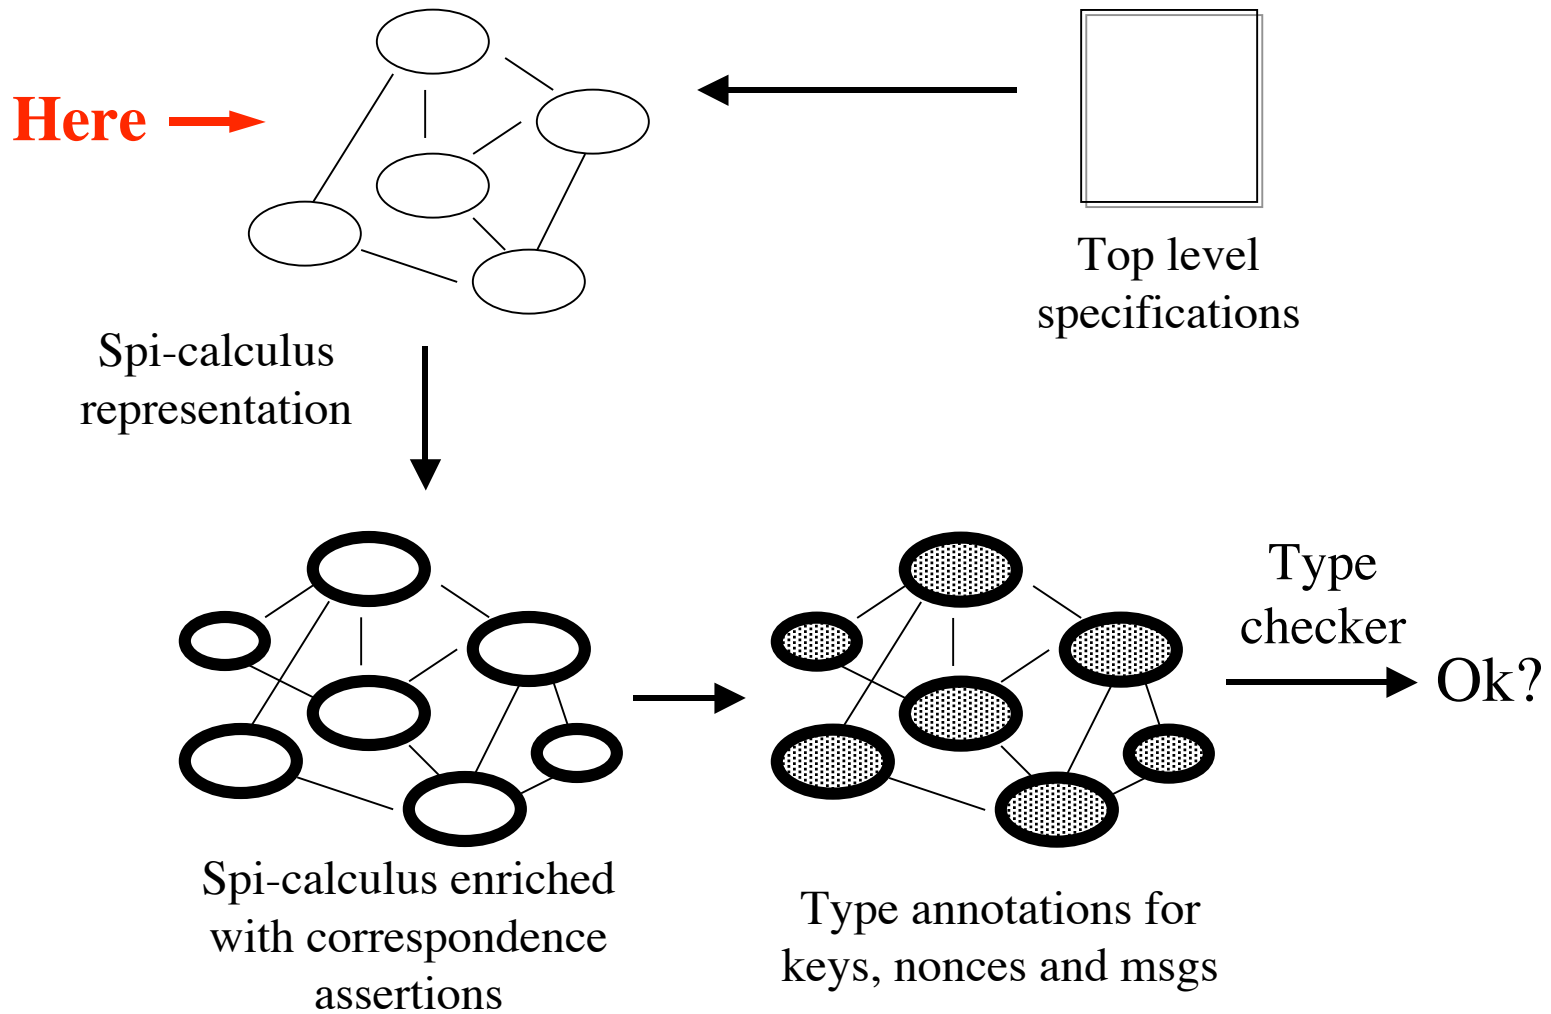 Here
Top level
specifications
Spi-calculus
representation
Type
checker
Ok?
Spi-calculus enriched
with correspondence
assertions
Type annotations for
keys, nonces and msgs